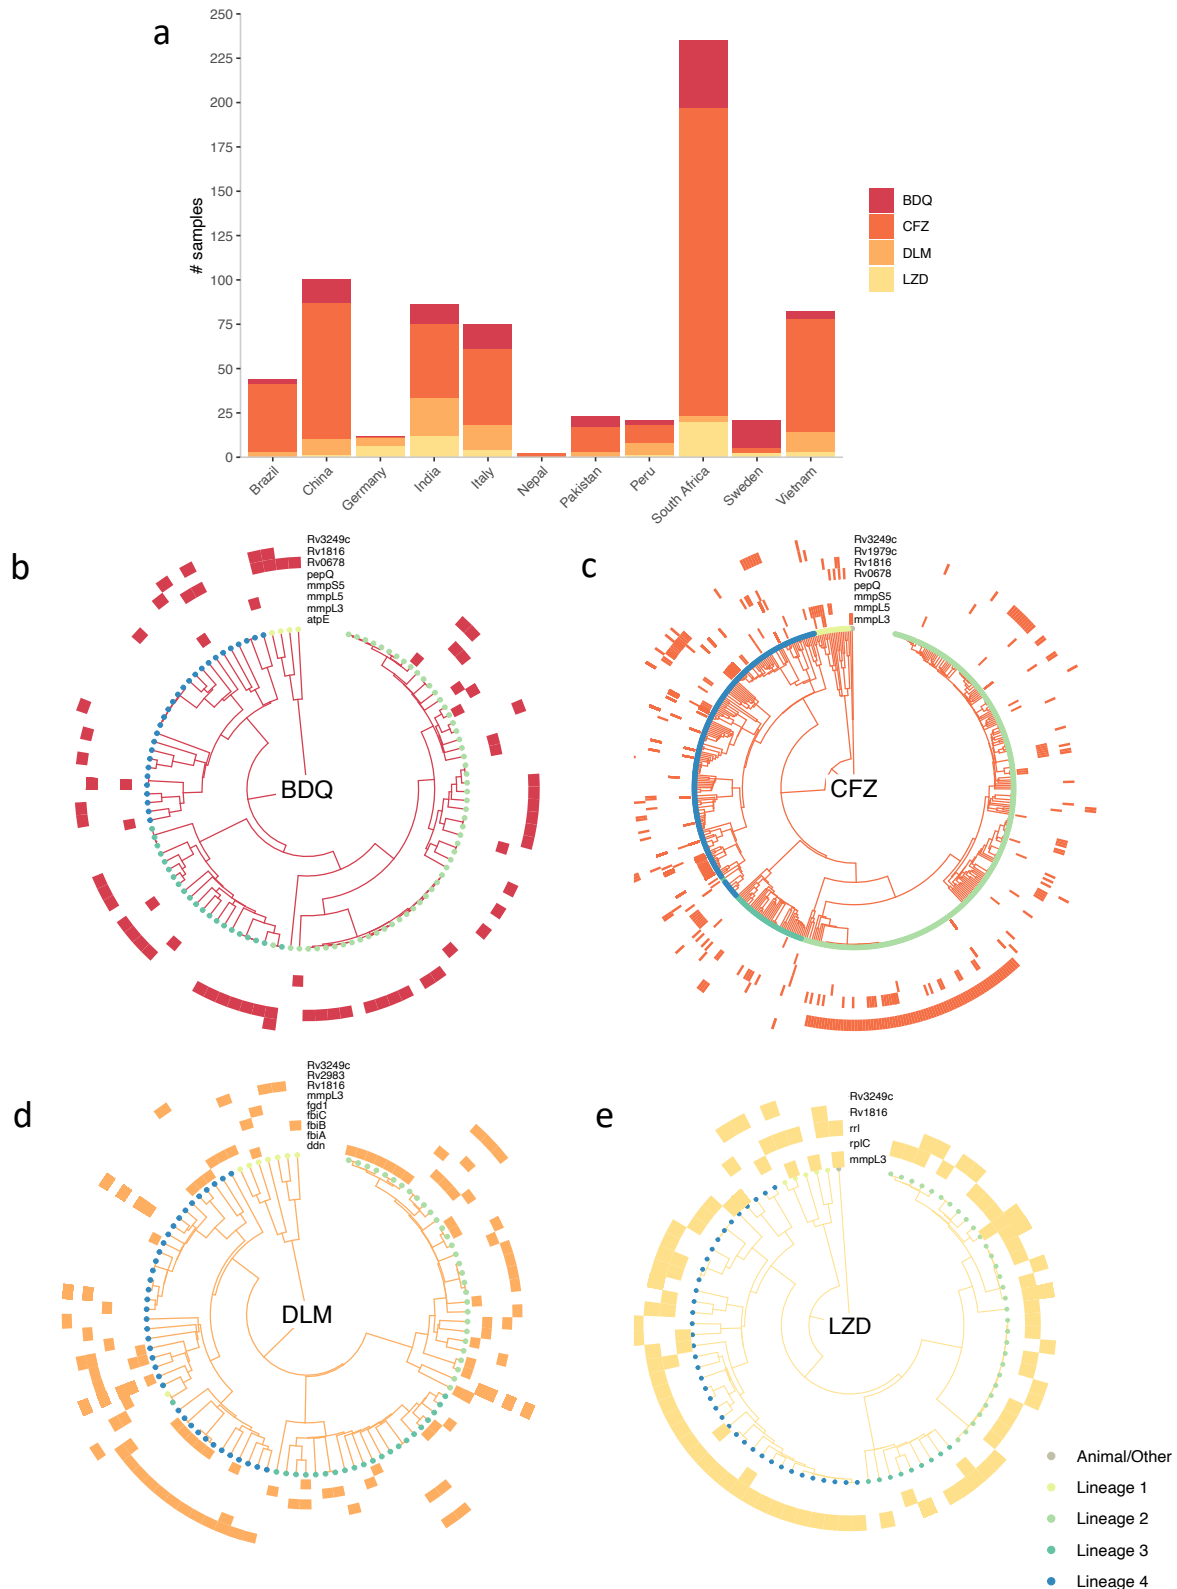 a
250
225
200
175
150
125
100
75
50
25
0
# samples
Brazil
China
Germany
India
Italy
Nepal
Pakistan
Peru
South Africa
Sweden
Vietnam
BDQ
CFZ
DLM
LZD
b
Rv3249c
Rv1816
Rv0678
pepQ
mmpS5
mmpL5
mmpL3
atpE
BDQ
c
Rv3249c
Rv1979c
Rv1816
Rv0678
pepQ
mmpS5
mmpL5
mmpL3
CFZ
d
Rv3249c
Rv2983
Rv1816
mmpL3
fgd1
fbiC
fbiB
fbiA
ddn
DLM
e
Rv3249c
Rv1816
rrl
rplC
mmpL3
LZD
Animal/Other
Lineage 1
Lineage 2
Lineage 3
Lineage 4